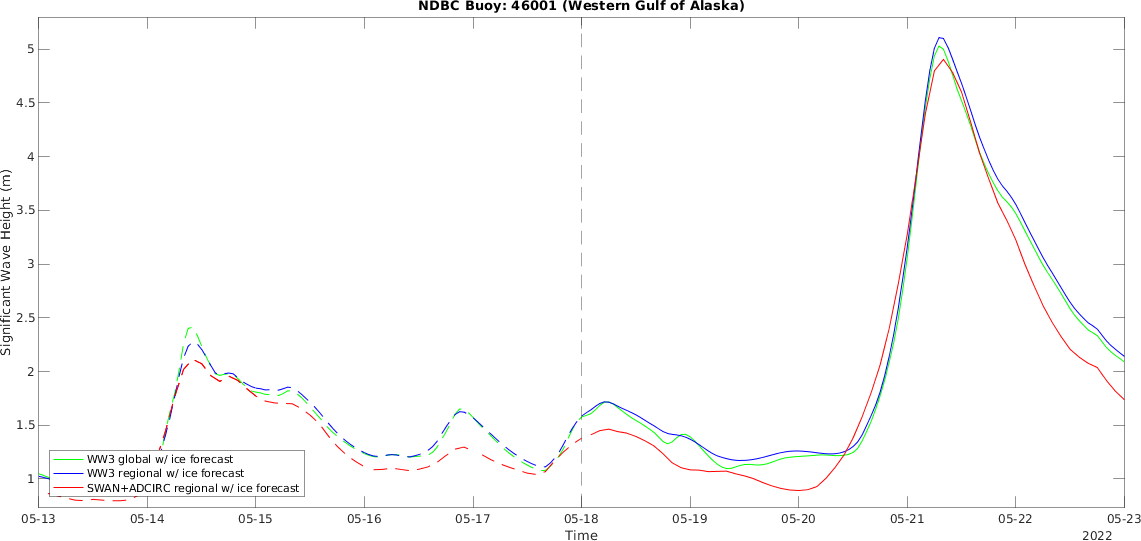 NDBC Buoy: 46001 (Western Gulf of Alaska)
Significant Wave Height (m)
5
4.5
4
3.5
3
2.5
2
1.5
1
WW3 global w/ ice forecast
WW3 regional w/ ice forecast
SWAN+ADCIRC regional w/ ice forecast
05-13 05-14 05-15 05-16 05-17 05-18 05-19 05-20 05-21 05-22 05-23
Time
2022